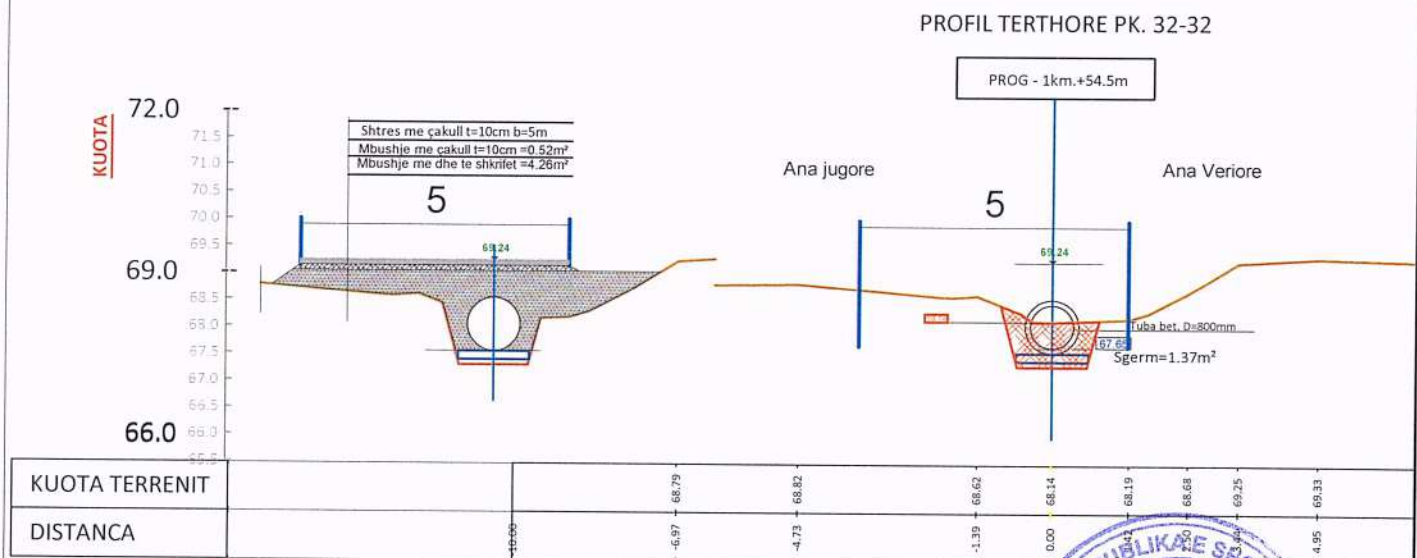 PROFIL TERTHORE PK. 32-32
PROG - 1km.+54.5m
KUOTA
72.0
71.5
71.0
70.5
70.0
69.5
69.0
68.5
68.0
67.5
67.0
66.5
66.0
65.5
Shtres me çakull t=10cm b=5m
Mbushje me çakull t=10cm =0.52m²
Mbushje me dhe te shkrifet =4.26m²
5
69.24
Ana jugore
Ana Veriore
5
69.24
Tuba bet. D=800mm
67.65
Sgerm=1.37m²
KUOTA TERRENIT
68.79
68.82
68.62
68.14
68.19
68.68
69.25
69.33
DISTANCA
-10.00
-6.97
-4.73
-1.39
0.00
2.50
4.95